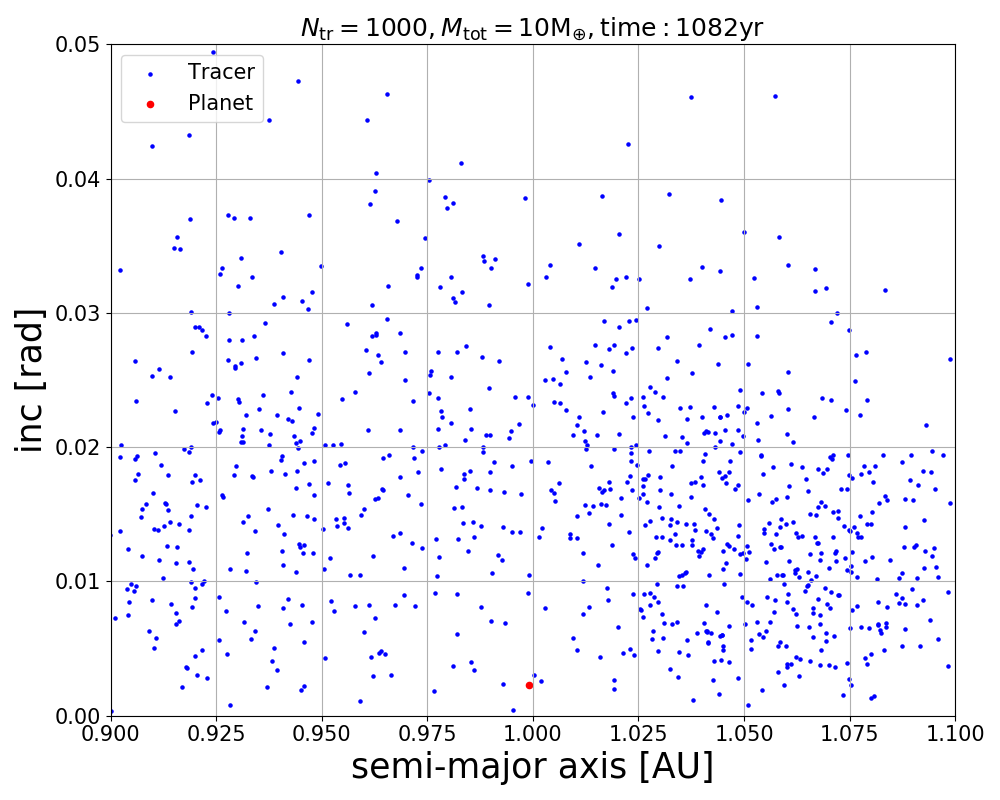 N_tr = 1000, M_tot = 10M_⊕, time : 1082yr
Tracer
Planet
inc [rad]
0.05
0.04
0.03
0.02
0.01
0.00
0.900 0.925 0.950 0.975 1.000 1.025 1.050 1.075 1.100
semi-major axis [AU]